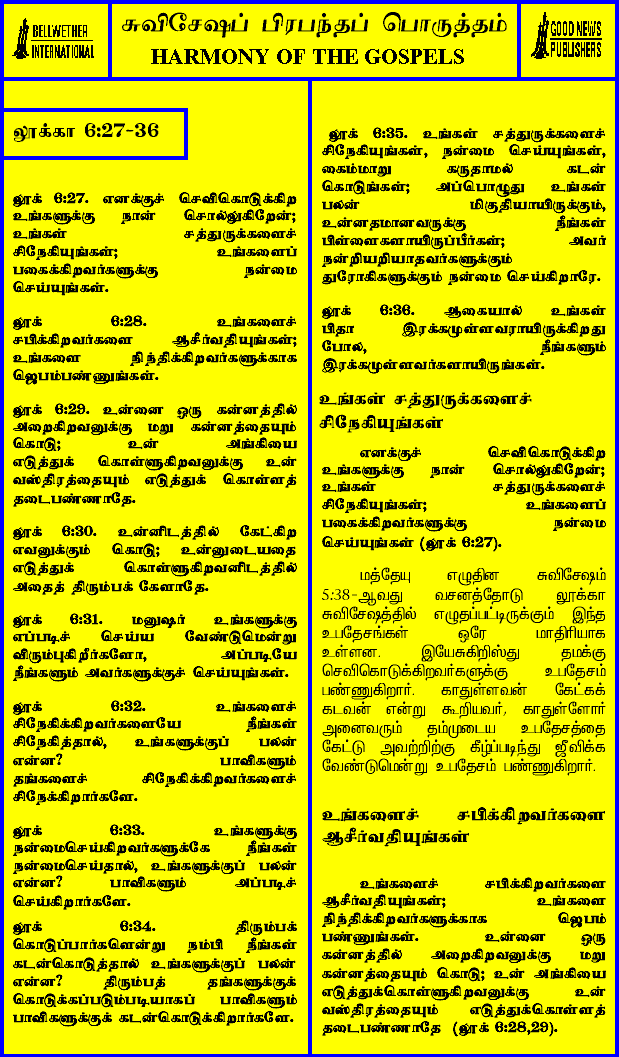 BELLWETHER
INTERNATIONAL
சுவிசேஷப் பிரபந்தப் பொருத்தம்
HARMONY OF THE GOSPELS
GOOD NEWS
PUBLISHERS
லூக்கா 6:27-36
லூக் 6:27. எனக்குச் செவிகொடுக்கிற
உங்களுக்கு நான் சொல்லுகிறேன்;
உங்கள் சத்துருக்களைச்
சிநேகியுங்கள்; உங்களைப்
பகைக்கிறவர்களுக்கு நன்மை
செய்யுங்கள்.
லூக் 6:28. உங்களைச்
சபிக்கிறவர்களை ஆசீர்வதியுங்கள்;
உங்களை நிந்திக்கிறவர்களுக்காக
ஜெபம்பண்ணுங்கள்.
லூக் 6:29. உன்னை ஒரு கன்னத்தில்
அறைகிறவனுக்கு மறு கன்னத்தையும்
கொடு; உன் அங்கியை
எடுத்துக் கொள்ளுகிறவனுக்கு உன்
வஸ்திரத்தையும் எடுத்துக் கொள்ளத்
தடைபண்ணாதே.
லூக் 6:30. உன்னிடத்தில் கேட்கிற
எவனுக்கும் கொடு; உன்னுடையதை
எடுத்துக் கொள்ளுகிறவனிடத்தில்
அதைத் திரும்பக் கேளாதே.
லூக் 6:31. மனுஷர் உங்களுக்கு
எப்படிச் செய்ய வேண்டுமென்று
விரும்புகிறீர்களோ, அப்படியே
நீங்களும் அவர்களுக்குச் செய்யுங்கள்.
லூக் 6:32. உங்களைச்
சிநேகிக்கிறவர்களையே நீங்கள்
சிநேகித்தால், உங்களுக்குப் பலன்
என்ன? பாவிகளும்
தங்களைச் சிநேகிக்கிறவர்களைச்
சிநேக்கிறார்களே.
லூக் 6:33. உங்களுக்கு
நன்மைசெய்கிறவர்களுக்கே நீங்கள்
நன்மைசெய்தால், உங்களுக்குப் பலன்
என்ன? பாவிகளும் அப்படிச்
செய்கிறார்களே.
லூக் 6:34. திரும்பக்
கொடுப்பார்களென்று நம்பி நீங்கள்
கடன்கொடுத்தால் உங்களுக்குப் பலன்
என்ன? திரும்பத் தங்களுக்குக்
கொடுக்கப்படும்படியாகப் பாவிகளும்
பாவிகளுக்குக் கடன்கொடுக்கிறார்களே.
லூக் 6:35. உங்கள் சத்துருக்களைச்
சிநேகியுங்கள், நன்மை செய்யுங்கள்,
கைம்மாறு கருதாமல் கடன்
கொடுங்கள்; அப்பொழுது உங்கள்
பலன் மிகுதியாயிருக்கும்,
உன்னதமானவருக்கு நீங்கள்
பிள்ளைகளாயிருப்பீர்கள்; அவர்
நன்றியறியாதவர்களுக்கும்
துரோகிகளுக்கும் நன்மை செய்கிறாரே.
லூக் 6:36. ஆகையால் உங்கள்
பிதா இரக்கமுள்ளவராயிருக்கிறது
போல, நீங்களும்
இரக்கமுள்ளவர்களாயிருங்கள்.
உங்கள் சத்துருக்களைச்
சிநேகியுங்கள்
எனக்குச் செவிகொடுக்கிற
உங்களுக்கு நான் சொல்லுகிறேன்;
உங்கள் சத்துருக்களைச்
சிநேகியுங்கள்; உங்களைப்
பகைக்கிறவர்களுக்கு நன்மை
செய்யுங்கள் (லூக் 6:27).
மத்தேயு எழுதின சுவிசேஷம்
5:38-ஆவது வசனத்தோடு லூக்கா
சுவிசேஷத்தில் எழுதப்பட்டிருக்கும் இந்த
உபதேசங்கள் ஒரே மாதிரியாக
உள்ளன. இயேசுகிறிஸ்து தமக்கு
செவிகொடுக்கிறவர்களுக்கு உபதேசம்
பண்ணுகிறார். காதுள்ளவன் கேட்கக்
கடவன் என்று கூறியவர், காதுள்ளோர்
அனைவரும் தம்முடைய உபதேசத்தை
கேட்டு அவற்றிற்கு கீழ்ப்படிந்து ஜீவிக்க
வேண்டுமென்று உபதேசம் பண்ணுகிறார்.
உங்களைச் சபிக்கிறவர்களை
ஆசீர்வதியுங்கள்
உங்களைச் சபிக்கிறவர்களை
ஆசீர்வதியுங்கள்; உங்களை
நிந்திக்கிறவர்களுக்காக ஜெபம்
பண்ணுங்கள். உன்னை ஒரு
கன்னத்தில் அறைகிறவனுக்கு மறு
கன்னத்தையும் கொடு; உன் அங்கியை
எடுத்துக்கொள்ளுகிறவனுக்கு உன்
வஸ்திரத்தையும் எடுத்துக்கொள்ளத்
தடைபண்ணாதே (லூக் 6:28,29).